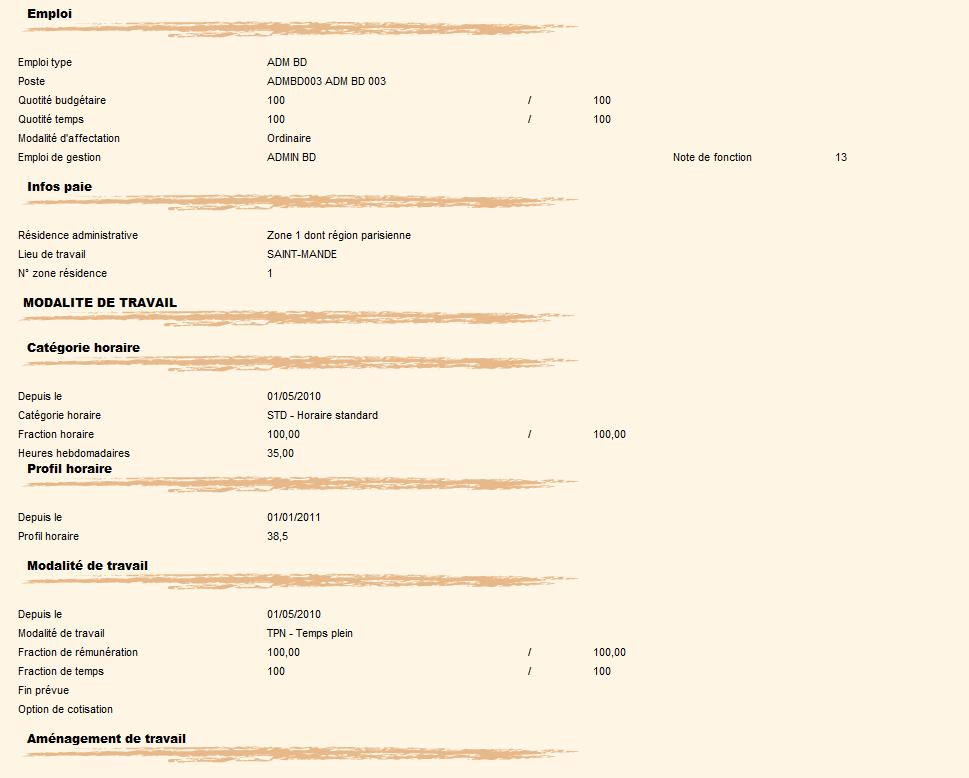 Emploi
Emploi type ADM BD
Poste ADMBD003 ADM BD 003
Quotité budgétaire 100 / 100
Quotité temps 100 / 100
Modalité d'affectation Ordinaire
Emploi de gestion ADMIN BD Note de fonction 13
Infos paie
Résidence administrative Zone 1 dont région parisienne
Lieu de travail SAINT-MANDE
N° zone résidence 1
MODALITE DE TRAVAIL
Catégorie horaire
Depuis le 01/05/2010
Catégorie horaire STD - Horaire standard
Fraction horaire 100,00 / 100,00
Heures hebdomadaires 35,00
Profil horaire
Depuis le 01/01/2011
Profil horaire 38,5
Modalité de travail
Depuis le 01/05/2010
Modalité de travail TPN - Temps plein
Fraction de rémunération 100,00 / 100,00
Fraction de temps 100 / 100
Fin prévue
Option de cotisation
Aménagement de travail